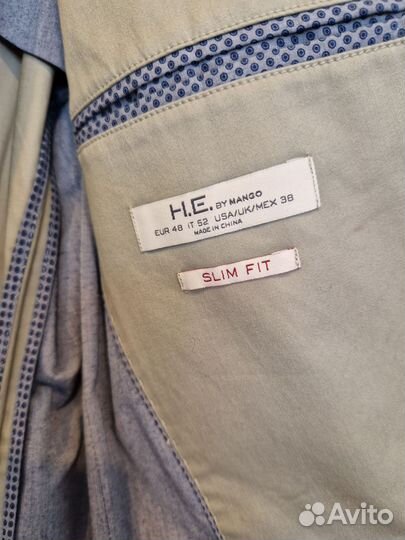 H.E. BY MANGO
EUR 48 IT 52 USA/UK/MEX 38
MADE IN CHINA
SLIM FIT
Avito